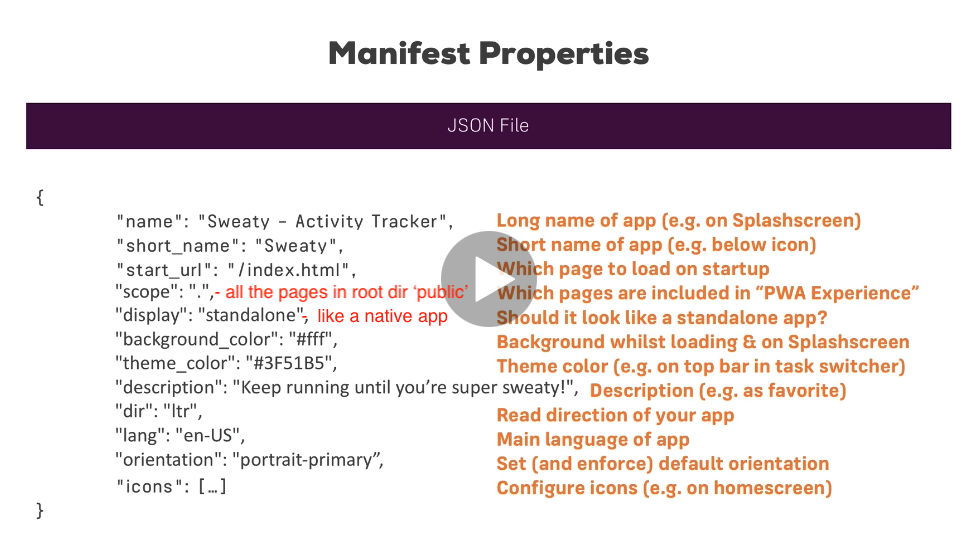 Manifest Properties
JSON File
{
"name": "Sweaty – Activity Tracker", Long name of app (e.g. on Splashscreen)
"short_name": "Sweaty", Short name of app (e.g. below icon)
"start_url": "/index.html", Which page to load on startup
"scope": ".",- all the pages in root dir ‘public’ Which pages are included in “PWA Experience”
"display": "standalone", - like a native app Should it look like a standalone app?
"background_color": "#fff", Background whilst loading & on Splashscreen
"theme_color": "#3F51B5", Theme color (e.g. on top bar in task switcher)
"description": "Keep running until you’re super sweaty!", Description (e.g. as favorite)
"dir": "ltr", Read direction of your app
"lang": "en-US", Main language of app
"orientation": "portrait-primary”, Set (and enforce) default orientation
"icons": […] Configure icons (e.g. on homescreen)
}